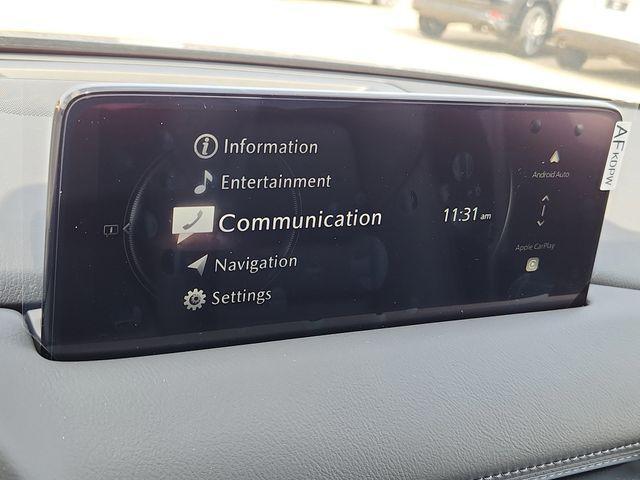 Information
Entertainment
Communication
Navigation
Settings
11:31 am
Android Auto
Apple CarPlay
AFKDPW